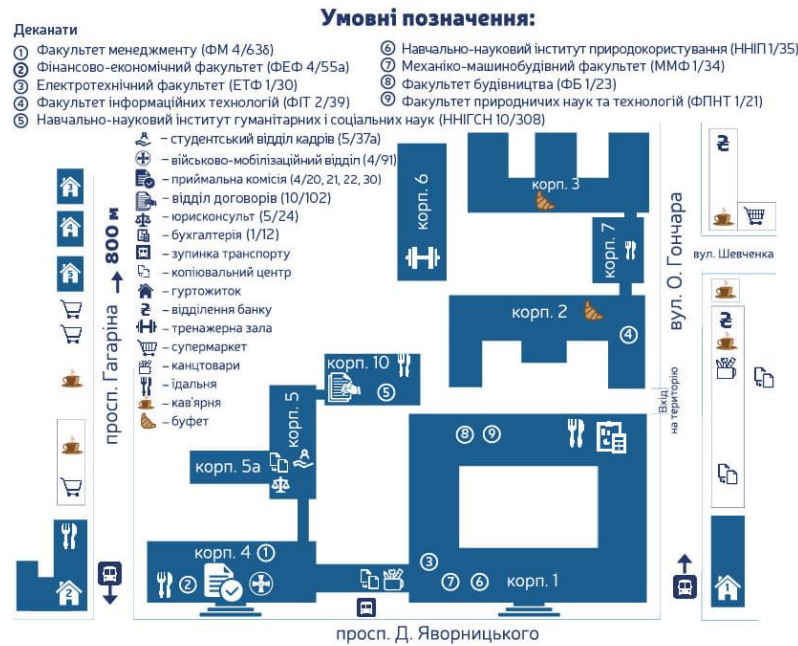 Умовні позначення:
Деканати
① Факультет менеджменту (ФМ 4/63б)
② Фінансово-економічний факультет (ФЕФ 4/55а)
③ Електротехнічний факультет (ЕТФ 1/30)
④ Факультет інформаційних технологій (ФІТ 2/39)
⑤ Навчально-науковий інститут гуманітарних і соціальних наук (ННІГСН 10/308)
⑥ Навчально-науковий інститут природокористування (ННІП 1/35)
⑦ Механіко-машинобудівний факультет (ММФ 1/34)
⑧ Факультет будівництва (ФБ 1/23)
⑨ Факультет природничих наук та технологій (ФПНТ 1/21)
– студентський відділ кадрів (5/37а)
– військово-мобілізаційний відділ (4/91)
– приймальна комісія (4/20, 21, 22, 30)
– відділ договорів (10/102)
– юрисконсульт (5/24)
– бухгалтерія (1/12)
– зупинка транспорту
– копіювальний центр
– гуртожиток
– відділення банку
– тренажерна зала
– супермаркет
– канцтовари
– їдальня
– кав'ярня
– буфет
просп. Гагаріна → 800 м
корп. 6
корп. 3
корп. 7
вул. О. Гончара
вул. Шевченка
корп. 2
④
корп. 10
⑤
корп. 5
корп. 5а
Вхід
на територію
⑧ ⑨
корп. 4 ①
②
③
⑦ ⑥
корп. 1
2
1
просп. Д. Яворницького